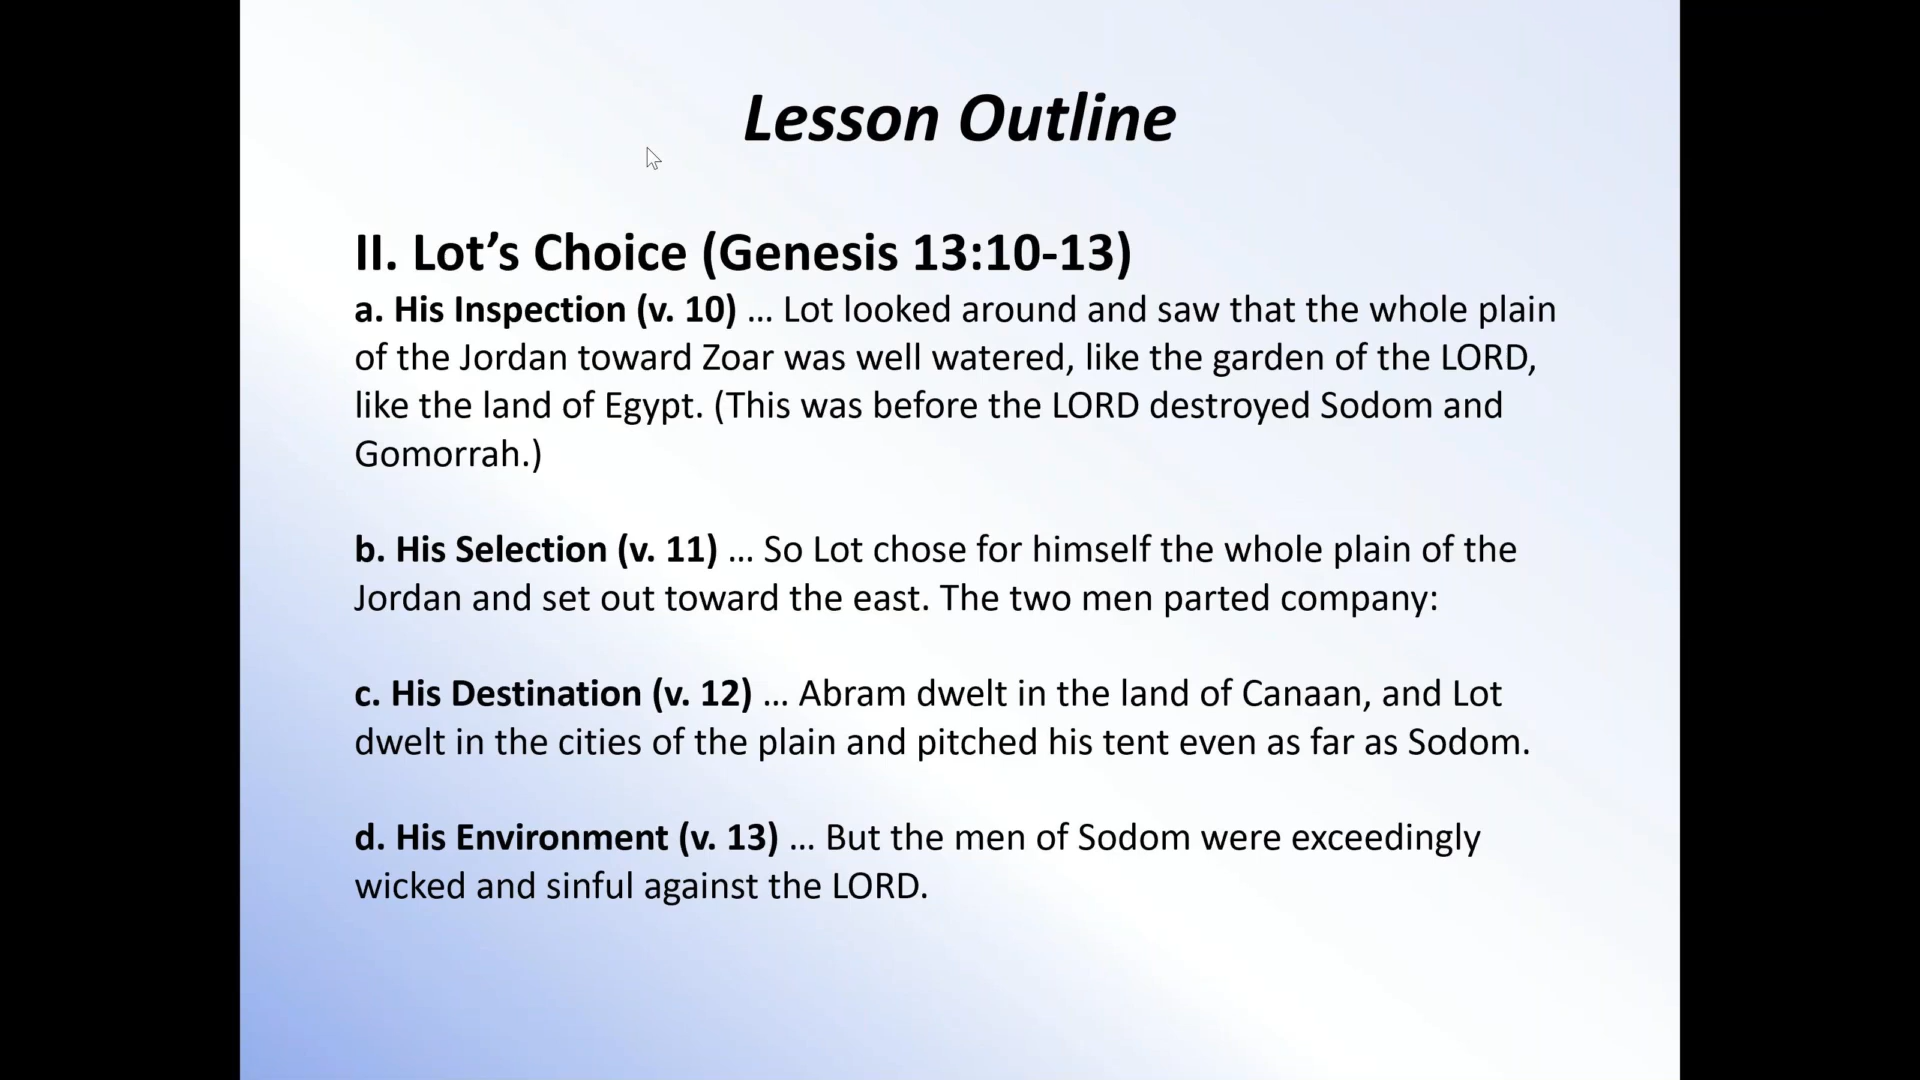 Lesson Outline
II. Lot’s Choice (Genesis 13:10-13)
a. His Inspection (v. 10) ... Lot looked around and saw that the whole plain
of the Jordan toward Zoar was well watered, like the garden of the LORD,
like the land of Egypt. (This was before the LORD destroyed Sodom and
Gomorrah.)
b. His Selection (v. 11) ... So Lot chose for himself the whole plain of the
Jordan and set out toward the east. The two men parted company:
c. His Destination (v. 12) ... Abram dwelt in the land of Canaan, and Lot
dwelt in the cities of the plain and pitched his tent even as far as Sodom.
d. His Environment (v. 13) ... But the men of Sodom were exceedingly
wicked and sinful against the LORD.